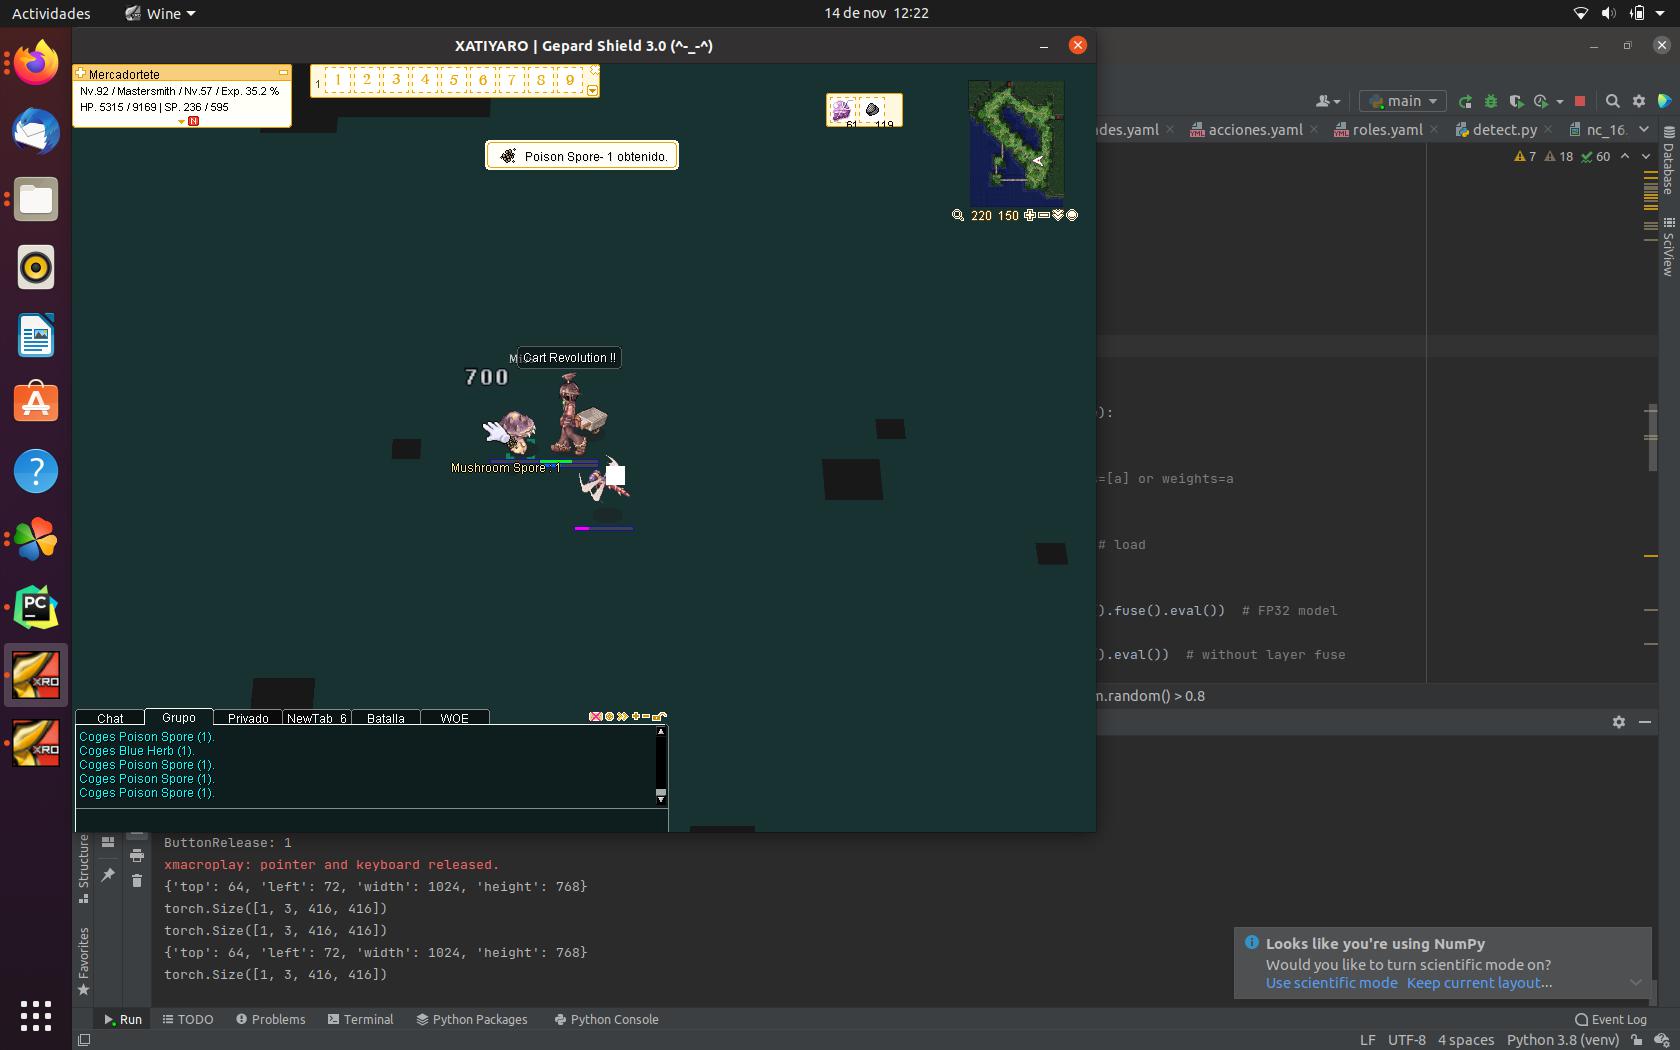 Actividades
Wine
14 de nov 12:22
XATIYARO | Gepard Shield 3.0 (^-_-^)
Mercadortete
Nv.92 / Mastersmith / Nv.57 / Exp. 35.2 %
HP. 5315 / 9169 | SP. 236 / 595
N
1
1 2 3 4 5 6 7 8 9
61 119
Poison Spore- 1 obtenido.
220 150
Cart Revolution !!
700
Mushroom Spore : 1
Chat Grupo Privado NewTab_6 Batalla WOE
Coges Poison Spore (1).
Coges Blue Herb (1).
Coges Poison Spore (1).
Coges Poison Spore (1).
Coges Poison Spore (1).
main
des.yaml acciones.yaml roles.yaml detect.py nc_16.
7 18 60
Database
SciView
):
=[a] or weights=a
# load
).fuse().eval()) # FP32 model
).eval()) # without layer fuse
m.random() > 0.8
XRO
XRO
PC
Structure
Favorites
ButtonRelease: 1
xmacroplay: pointer and keyboard released.
{'top': 64, 'left': 72, 'width': 1024, 'height': 768}
torch.Size([1, 3, 416, 416])
torch.Size([1, 3, 416, 416])
{'top': 64, 'left': 72, 'width': 1024, 'height': 768}
torch.Size([1, 3, 416, 416])
Looks like you're using NumPy
Would you like to turn scientific mode on?
Use scientific mode Keep current layout...
Run TODO Problems Terminal Python Packages Python Console
Event Log
LF UTF-8 4 spaces Python 3.8 (venv)